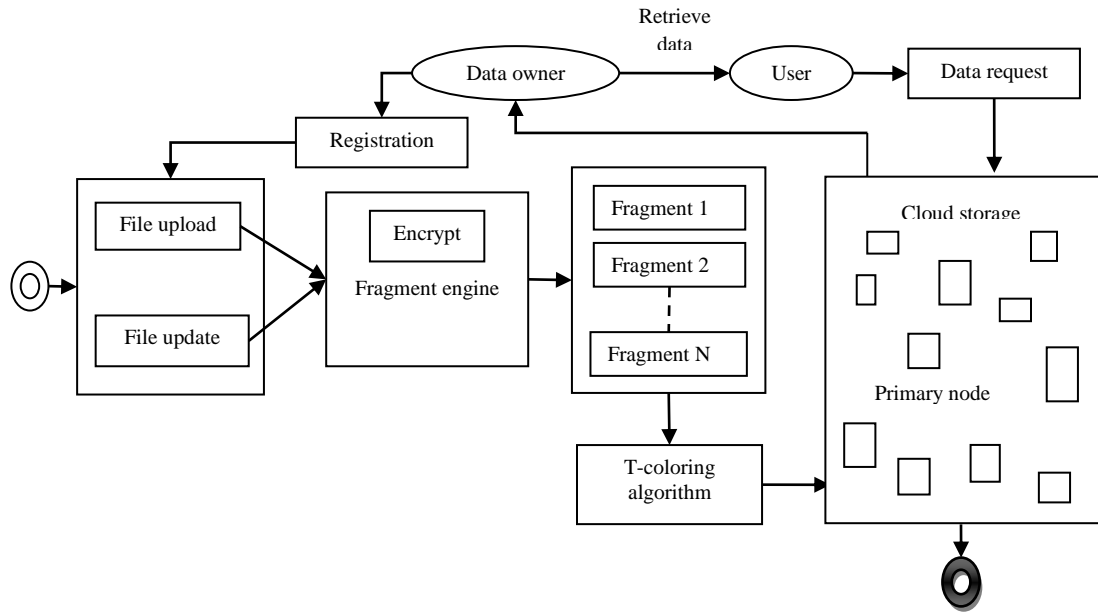 Retrieve
data
Data owner
User
Data request
Registration
File upload
File update
Encrypt
Fragment engine
Fragment 1
Fragment 2
Fragment N
T-coloring
algorithm
Cloud storage
Primary node